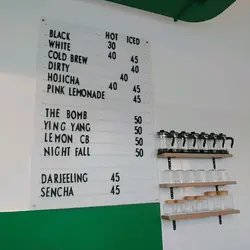 BLACK HOT ICED
WHITE 30 40
COLD BREW 40 45
DIRTY 40
HOJICHA 45 45
PINK LEMONADE 45
THE BOMB 50
YING YANG 50
LEMON CB 50
NIGHT FALL 50
DARJEELING 45
SENCHA 45